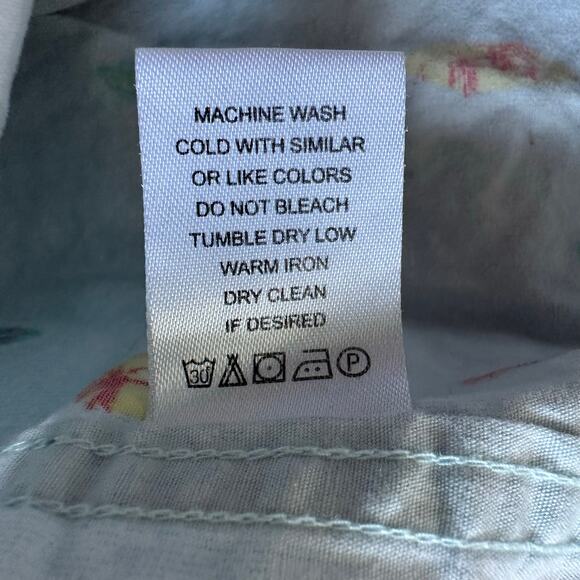 MACHINE WASH
COLD WITH SIMILAR
OR LIKE COLORS
DO NOT BLEACH
TUMBLE DRY LOW
WARM IRON
DRY CLEAN
IF DESIRED
30 P